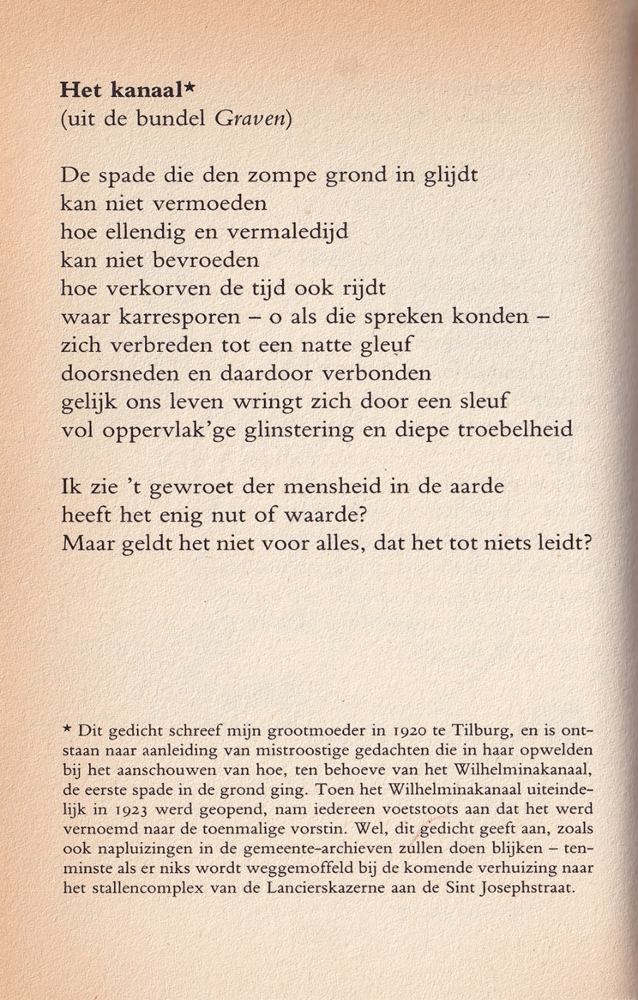 Het kanaal★
(uit de bundel Graven)
De spade die den zompe grond in glijdt
kan niet vermoeden
hoe ellendig en vermaledijd
kan niet bevroeden
hoe verkorven de tijd ook rijdt
waar karresporen – o als die spreken konden –
zich verbreden tot een natte gleuf
doorsneden en daardoor verbonden
gelijk ons leven wringt zich door een sleuf
vol oppervlak’ge glinstering en diepe troebelheid
Ik zie ’t gewroet der mensheid in de aarde
heeft het enig nut of waarde?
Maar geldt het niet voor alles, dat het tot niets leidt?
★ Dit gedicht schreef mijn grootmoeder in 1920 te Tilburg, en is ont-
staan naar aanleiding van mistroostige gedachten die in haar opwelden
bij het aanschouwen van hoe, ten behoeve van het Wilhelminakanaal,
de eerste spade in de grond ging. Toen het Wilhelminakanaal uiteinde-
lijk in 1923 werd geopend, nam iedereen voetstoots aan dat het werd
vernoemd naar de toenmalige vorstin. Wel, dit gedicht geeft aan, zoals
ook napluizingen in de gemeente-archieven zullen doen blijken – ten-
minste als er niks wordt weggemoffeld bij de komende verhuizing naar
het stallencomplex van de Lancierskazerne aan de Sint Josephstraat.